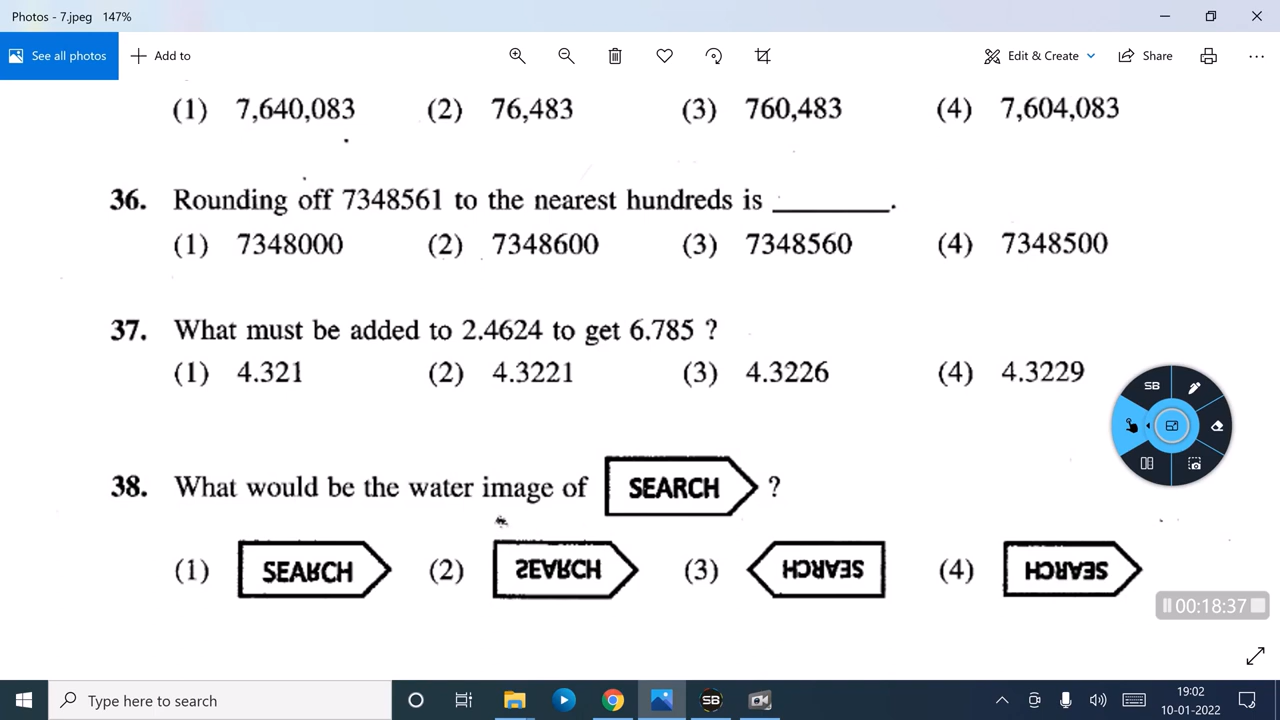 Photos - 7.jpeg 147%
See all photos
Add to
Edit & Create
Share
(1) 7,640,083 (2) 76,483 (3) 760,483 (4) 7,604,083
36. Rounding off 7348561 to the nearest hundreds is ________.
(1) 7348000 (2) 7348600 (3) 7348560 (4) 7348500
37. What must be added to 2.4624 to get 6.785 ?
(1) 4.321 (2) 4.3221 (3) 4.3226 (4) 4.3229
SB
38. What would be the water image of SEARCH ?
(1) SEARCH (2) SEARCH (3) SEARCH (4) SEARCH
00:18:37
Type here to search
SB
19:02
10-01-2022